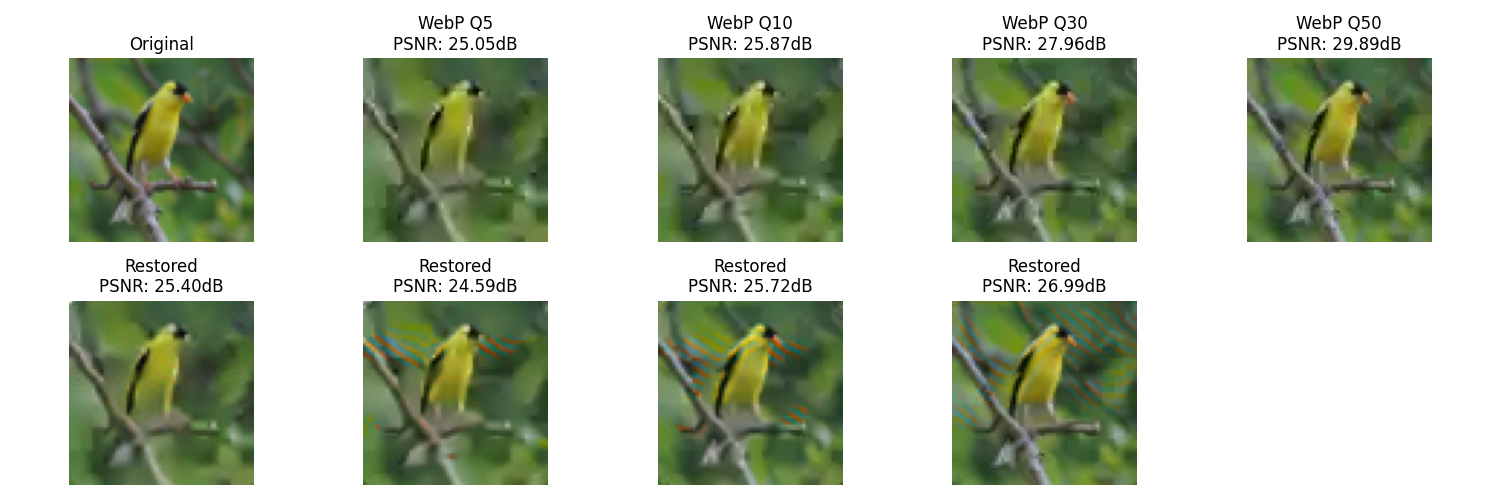 Original
WebP Q5
PSNR: 25.05dB
WebP Q10
PSNR: 25.87dB
WebP Q30
PSNR: 27.96dB
WebP Q50
PSNR: 29.89dB
Restored
PSNR: 25.40dB
Restored
PSNR: 24.59dB
Restored
PSNR: 25.72dB
Restored
PSNR: 26.99dB